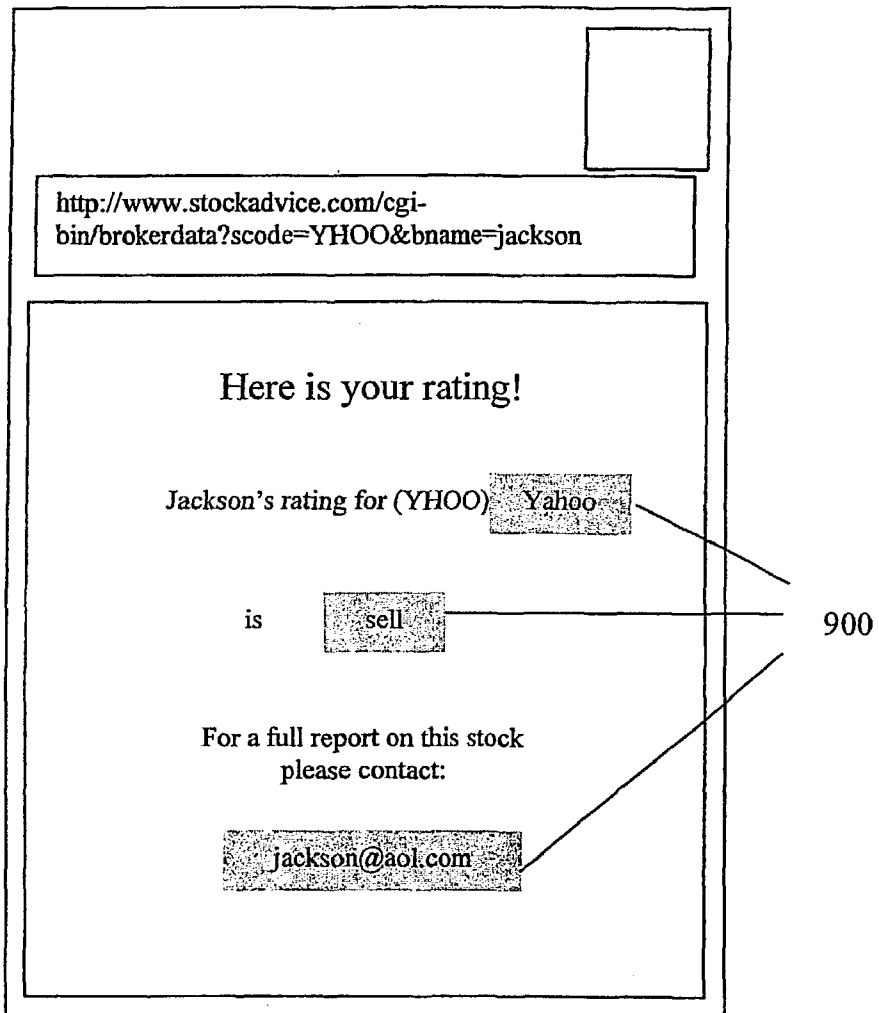 http://www.stockadvice.com/cgi-
bin/brokerdata?scode=YHOO&bname=jackson
Here is your rating!
Jackson's rating for (YHOO) Yahoo
is sell
900
For a full report on this stock
please contact:
jackson@aol.com